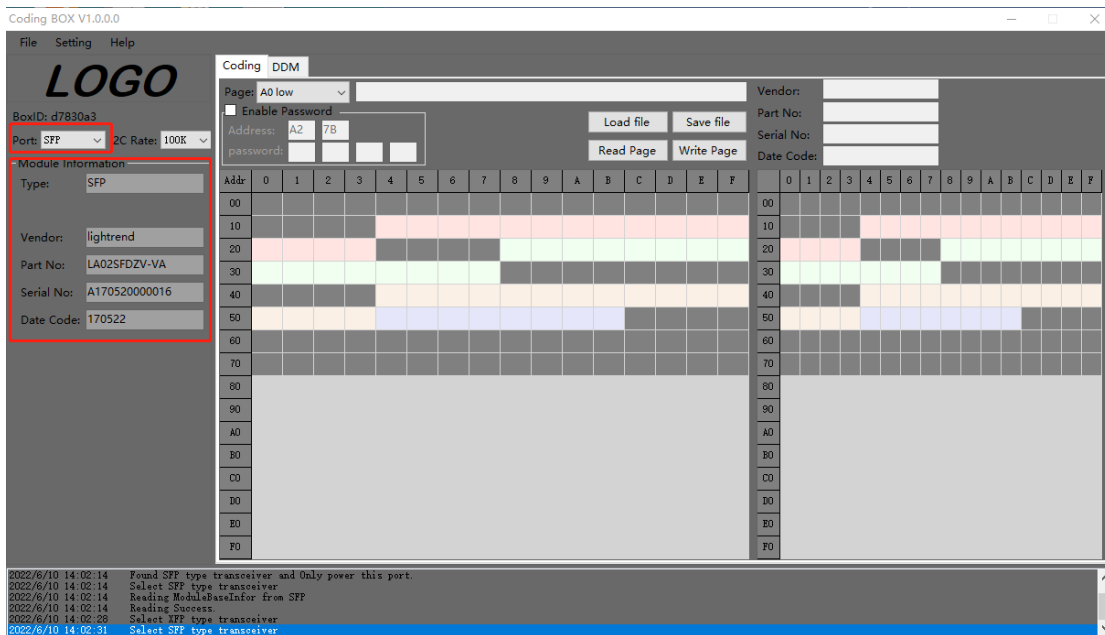 Coding BOX V1.0.0.0
File Setting Help
LOGO
BoxID: d7830a3
Port: SFP 2C Rate: 100K
Module Information
Type: SFP
Vendor: lightrend
Part No: LA02SFDZV-VA
Serial No: A170520000016
Date Code: 170522
Coding DDM
Page: A0 low
Enable Password
Address: A2 7B
password:
Load file Save file
Read Page Write Page
Vendor:
Part No:
Serial No:
Date Code:
Addr 0 1 2 3 4 5 6 7 8 9 A B C D E F
00
10
20
30
40
50
60
70
80
90
A0
B0
C0
D0
E0
F0
0 1 2 3 4 5 6 7 8 9 A B C D E F
00
10
20
30
40
50
60
70
80
90
A0
B0
C0
D0
E0
F0
2022/6/10 14:02:14 Found SFP type transceiver and Only power this port.
2022/6/10 14:02:14 Select SFP type transceiver
2022/6/10 14:02:14 Reading ModuleBaseInfor from SFP
2022/6/10 14:02:14 Reading Success.
2022/6/10 14:02:28 Select XFP type transceiver
2022/6/10 14:02:31 Select SFP type transceiver